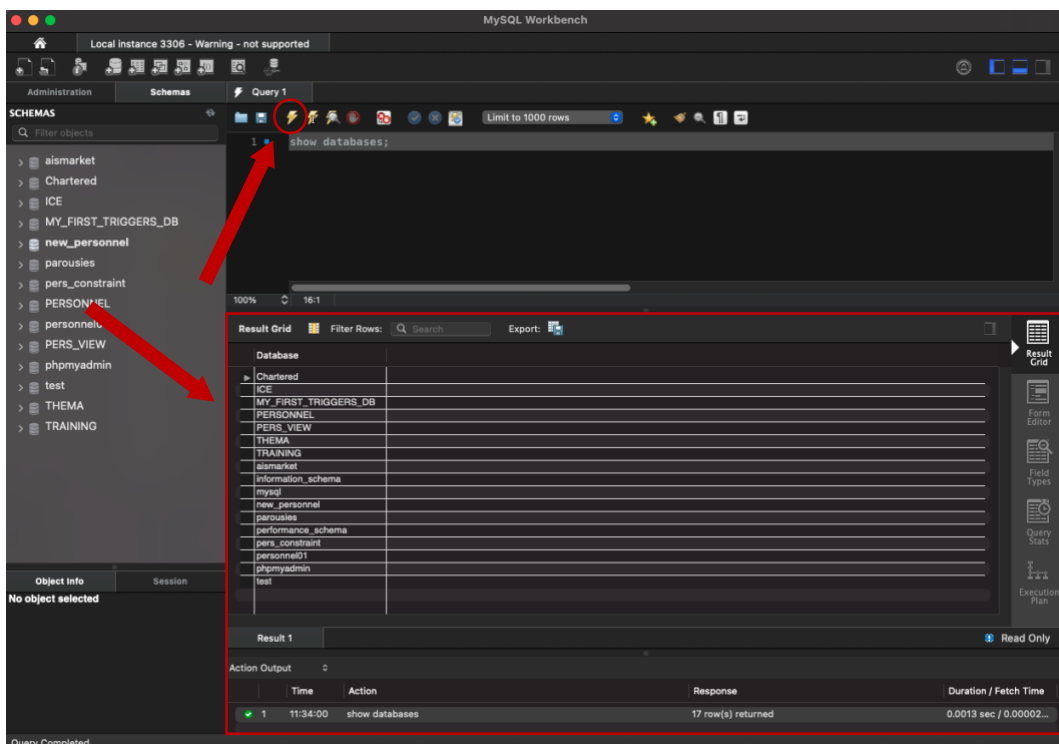 MySQL Workbench
Local instance 3306 - Warning - not supported
Administration
Schemas
Query 1
SCHEMAS
Filter objects
Limit to 1000 rows
1
show databases;
aismarket
Chartered
ICE
MY_FIRST_TRIGGERS_DB
new_personnel
parousies
pers_constraint
PERSONNEL
PERS_VIEW
phpmyadmin
test
THEMA
TRAINING
100%
16:1
Result Grid
Filter Rows:
Search
Export:
Database
Chartered
ICE
MY_FIRST_TRIGGERS_DB
PERSONNEL
PERS_VIEW
THEMA
TRAINING
aismarket
information_schema
mysql
new_personnel
parousies
performance_schema
pers_constraint
personnel01
phpmyadmin
test
Result
Grid
Form
Editor
Field
Types
Query
Stats
Execution
Plan
Object Info
Session
No object selected
Result 1
Read Only
Action Output
Time
Action
Response
Duration / Fetch Time
1
11:34:00
show databases
17 row(s) returned
0.0013 sec / 0.00002...
Query Completed